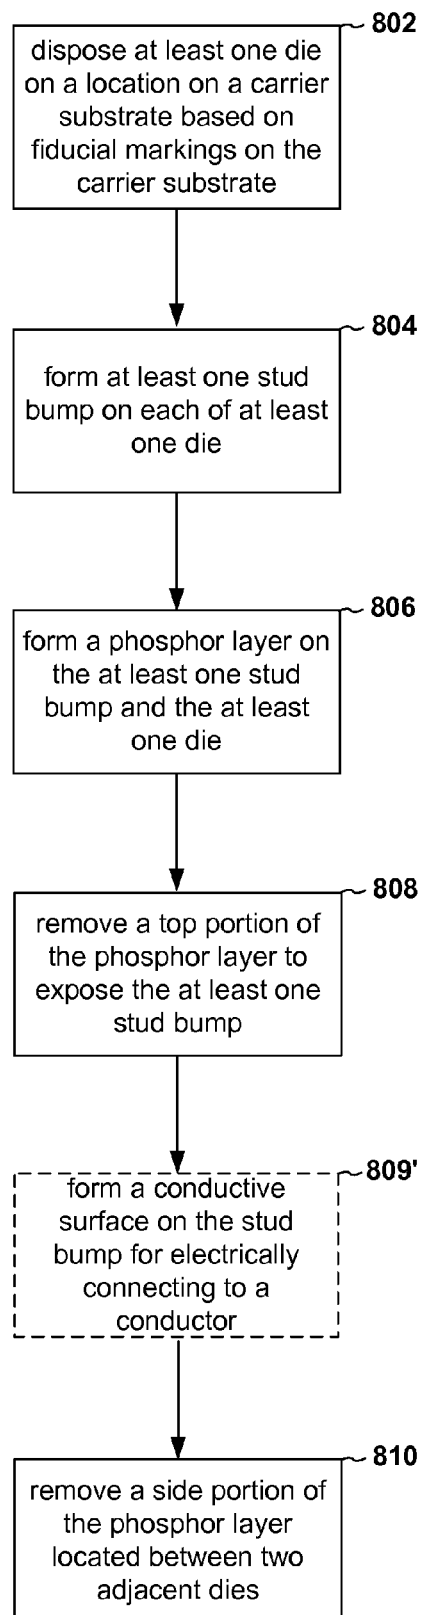 802
dispose at least one die
on a location on a carrier
substrate based on
fiducial markings on the
carrier substrate
804
form at least one stud
bump on each of at least
one die
806
form a phosphor layer on
the at least one stud
bump and the at least
one die
808
remove a top portion of
the phosphor layer to
expose the at least one
stud bump
809'
form a conductive
surface on the stud
bump for electrically
connecting to a
conductor
810
remove a side portion of
the phosphor layer
located between two
adjacent dies